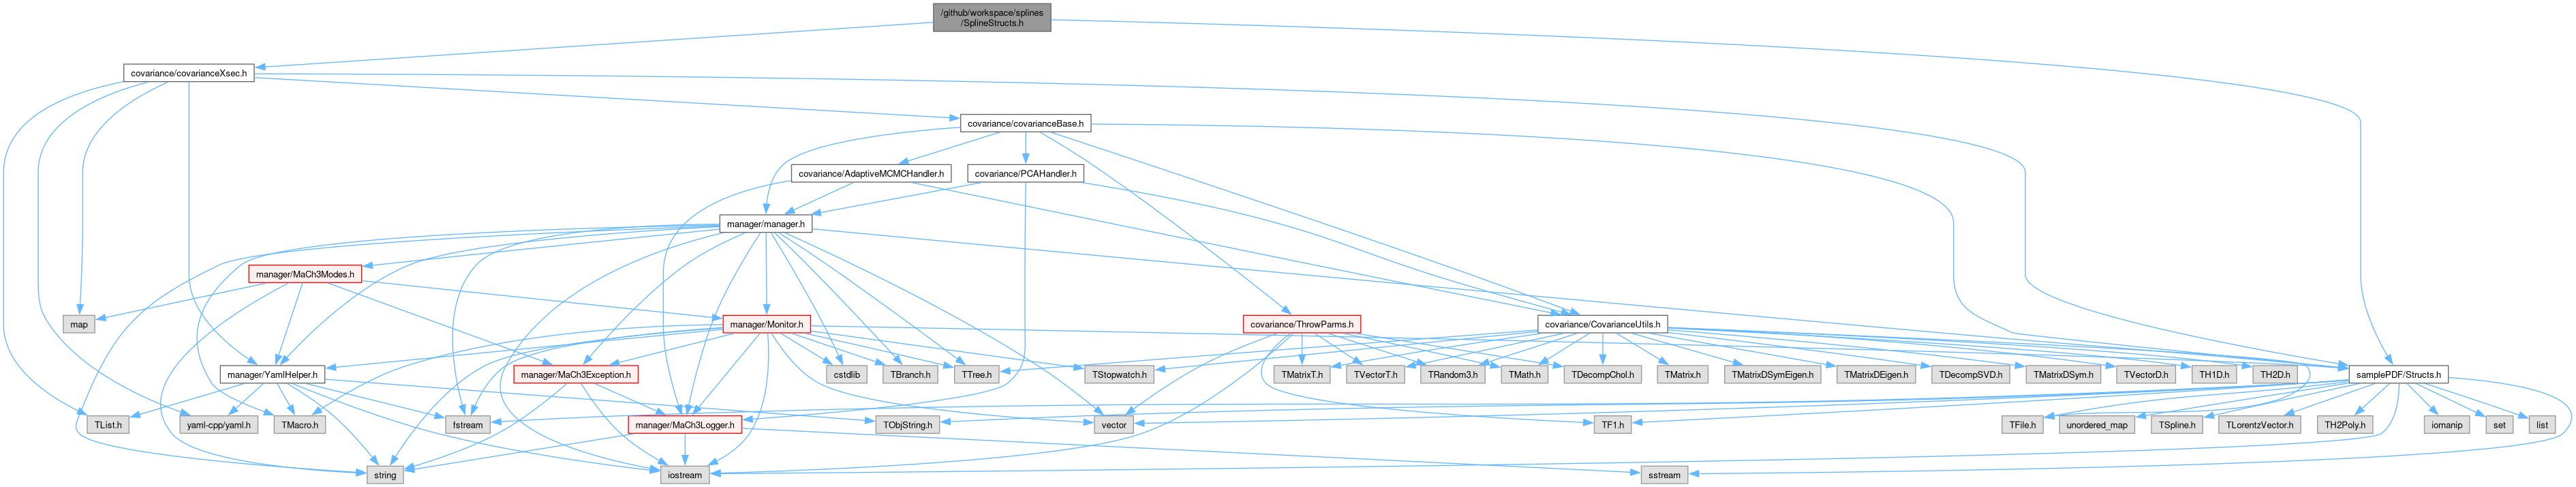 /github/workspace/splines
/SplineStructs.h
covariance/covarianceXsec.h
covariance/covarianceBase.h
covariance/AdaptiveMCMCHandler.h
covariance/PCAHandler.h
manager/manager.h
manager/MaCh3Modes.h
map
manager/Monitor.h
covariance/ThrowParms.h
covariance/CovarianceUtils.h
manager/YamlHelper.h
manager/MaCh3Exception.h
cstdlib
TBranch.h
TTree.h
TStopwatch.h
TMatrixT.h
TVectorT.h
TRandom3.h
TMath.h
TDecompChol.h
TMatrix.h
TMatrixDSymEigen.h
TMatrixDEigen.h
TDecompSVD.h
TMatrixDSym.h
TVectorD.h
TH1D.h
TH2D.h
samplePDF/Structs.h
TList.h
yaml-cpp/yaml.h
TMacro.h
fstream
manager/MaCh3Logger.h
TObjString.h
vector
TF1.h
TFile.h
unordered_map
TSpline.h
TLorentzVector.h
TH2Poly.h
iomanip
set
list
string
iostream
sstream